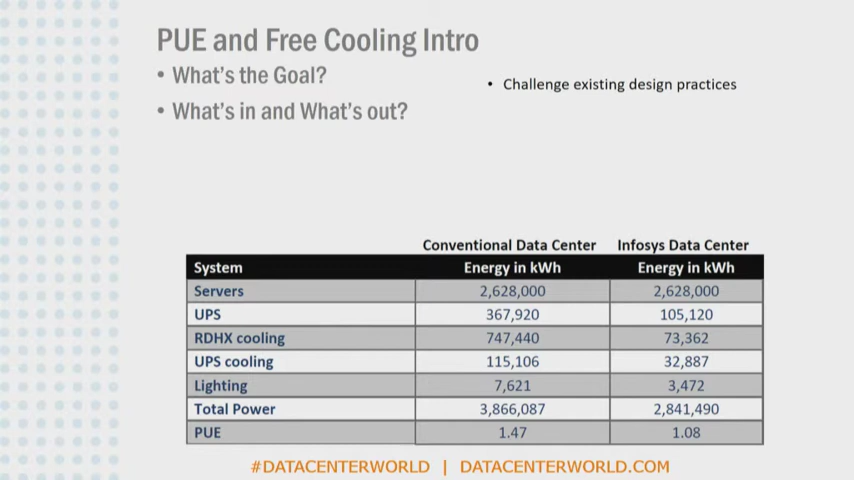 PUE and Free Cooling Intro
• What's the Goal?
• Challenge existing design practices
• What's in and What's out?
Conventional Data Center Infosys Data Center
System Energy in kWh Energy in kWh
Servers 2,628,000 2,628,000
UPS 367,920 105,120
RDHX cooling 747,440 73,362
UPS cooling 115,106 32,887
Lighting 7,621 3,472
Total Power 3,866,087 2,841,490
PUE 1.47 1.08
#DATACENTERWORLD | DATACENTERWORLD.COM